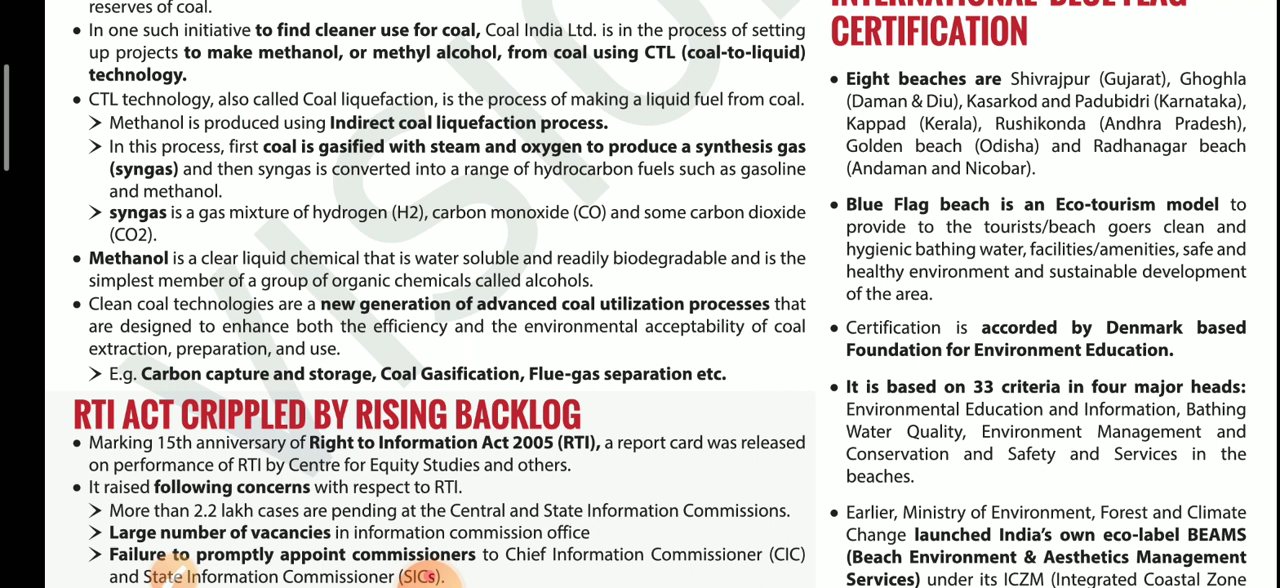 reserves of coal.
• In one such initiative to find cleaner use for coal, Coal India Ltd. is in the process of setting
up projects to make methanol, or methyl alcohol, from coal using CTL (coal-to-liquid)
technology.
• CTL technology, also called Coal liquefaction, is the process of making a liquid fuel from coal.
➢ Methanol is produced using Indirect coal liquefaction process.
➢ In this process, first coal is gasified with steam and oxygen to produce a synthesis gas
(syngas) and then syngas is converted into a range of hydrocarbon fuels such as gasoline
and methanol.
➢ syngas is a gas mixture of hydrogen (H2), carbon monoxide (CO) and some carbon dioxide
(CO2).
• Methanol is a clear liquid chemical that is water soluble and readily biodegradable and is the
simplest member of a group of organic chemicals called alcohols.
• Clean coal technologies are a new generation of advanced coal utilization processes that
are designed to enhance both the efficiency and the environmental acceptability of coal
extraction, preparation, and use.
➢ E.g. Carbon capture and storage, Coal Gasification, Flue-gas separation etc.
RTI ACT CRIPPLED BY RISING BACKLOG
• Marking 15th anniversary of Right to Information Act 2005 (RTI), a report card was released
on performance of RTI by Centre for Equity Studies and others.
• It raised following concerns with respect to RTI.
➢ More than 2.2 lakh cases are pending at the Central and State Information Commissions.
➢ Large number of vacancies in information commission office
➢ Failure to promptly appoint commissioners to Chief Information Commissioner (CIC)
and State Information Commissioner (SICs).
INTERNATIONAL BLUE FLAG
CERTIFICATION
• Eight beaches are Shivrajpur (Gujarat), Ghoghla
(Daman & Diu), Kasarkod and Padubidri (Karnataka),
Kappad (Kerala), Rushikonda (Andhra Pradesh),
Golden beach (Odisha) and Radhanagar beach
(Andaman and Nicobar).
• Blue Flag beach is an Eco-tourism model to
provide to the tourists/beach goers clean and
hygienic bathing water, facilities/amenities, safe and
healthy environment and sustainable development
of the area.
• Certification is accorded by Denmark based
Foundation for Environment Education.
• It is based on 33 criteria in four major heads:
Environmental Education and Information, Bathing
Water Quality, Environment Management and
Conservation and Safety and Services in the
beaches.
• Earlier, Ministry of Environment, Forest and Climate
Change launched India's own eco-label BEAMS
(Beach Environment & Aesthetics Management
Services) under its ICZM (Integrated Coastal Zone